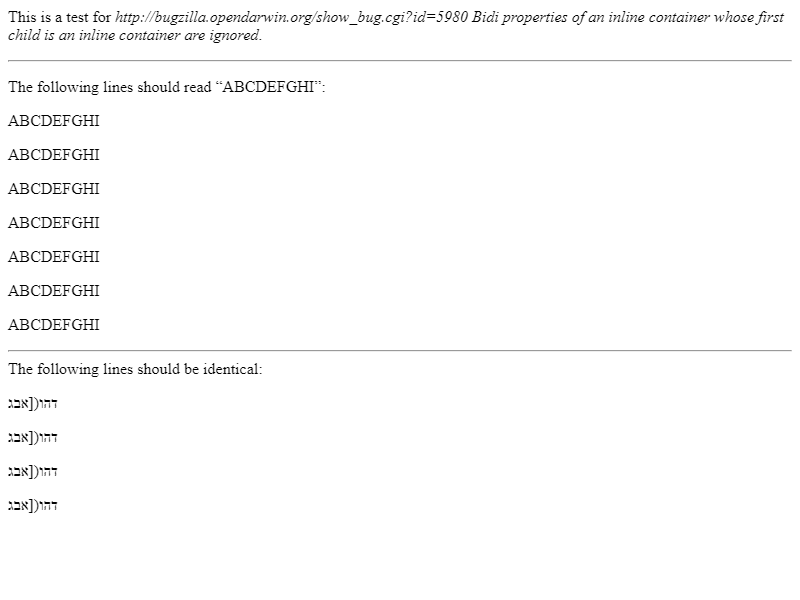 This is a test for http://bugzilla.opendarwin.org/show_bug.cgi?id=5980 Bidi properties of an inline container whose first
child is an inline container are ignored.
The following lines should read “ABCDEFGHI”:
ABCDEFGHI
ABCDEFGHI
ABCDEFGHI
ABCDEFGHI
ABCDEFGHI
ABCDEFGHI
ABCDEFGHI
The following lines should be identical:
דהו([אבג
דהו([אבג
דהו([אבג
דהו([אבג